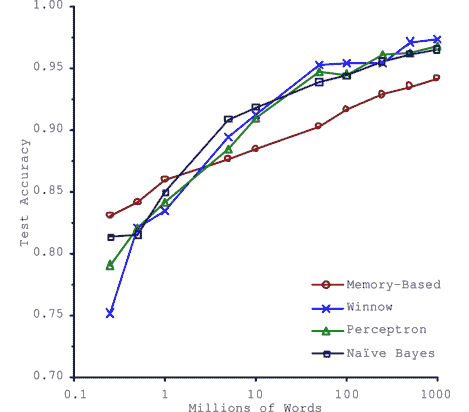 1.00
0.95
0.90
0.85
0.80
0.75
0.70
Test Accuracy
0.1 1 10 100 1000
Millions of Words
Memory-Based
Winnow
Perceptron
Naïve Bayes